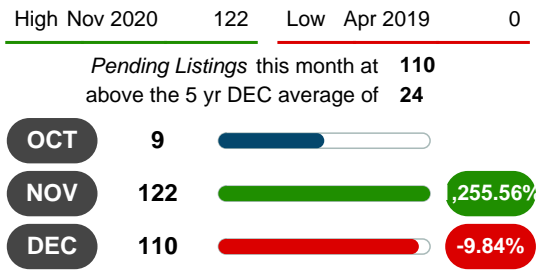 High Nov 2020 122 Low Apr 2019 0
Pending Listings this month at 110
above the 5 yr DEC average of 24
OCT 9
NOV 122 ,255.56%
DEC 110 -9.84%